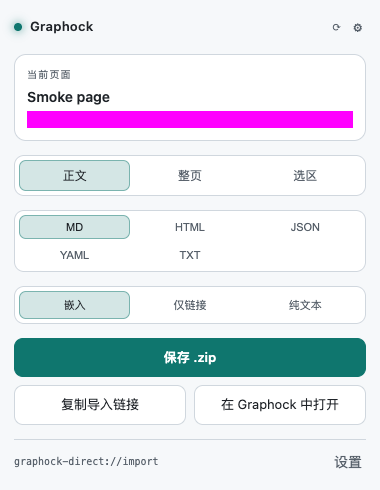 Graphock
当前页面
Smoke page
正文 整页 选区
MD HTML JSON
YAML TXT
嵌入 仅链接 纯文本
保存 .zip
复制导入链接 在 Graphock 中打开
graphock-direct://import 设置